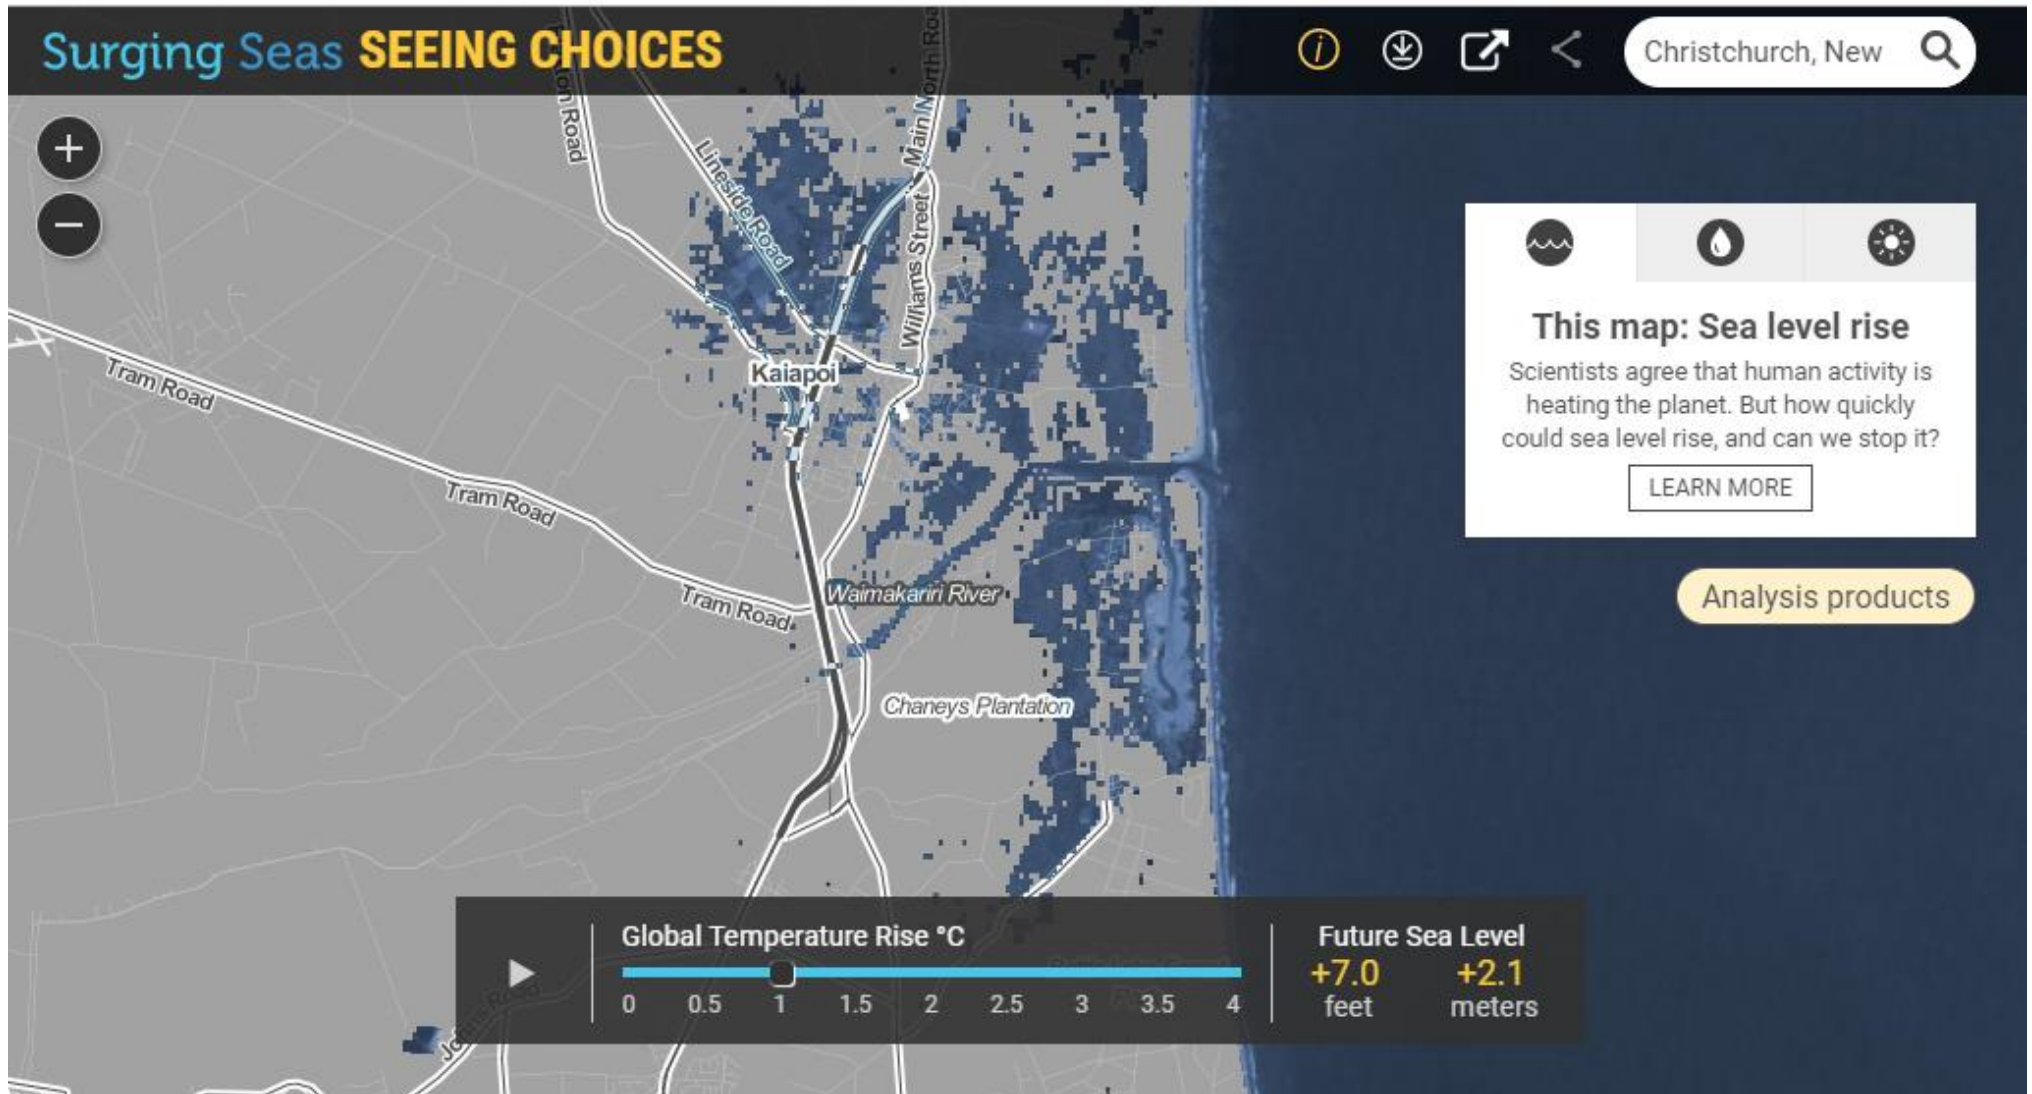 Surging Seas SEEING CHOICES
Christchurch, New
Main North Roa
ton Road
Lineside Road
Williams Street
Kaiapoi
Tram Road
Tram Road
Tram Road
Waimakariri River
Chaneys Plantation
This map: Sea level rise
Scientists agree that human activity is
heating the planet. But how quickly
could sea level rise, and can we stop it?
LEARN MORE
Analysis products
Global Temperature Rise °C
0 0.5 1 1.5 2 2.5 3 3.5 4
Future Sea Level
+7.0 +2.1
feet meters